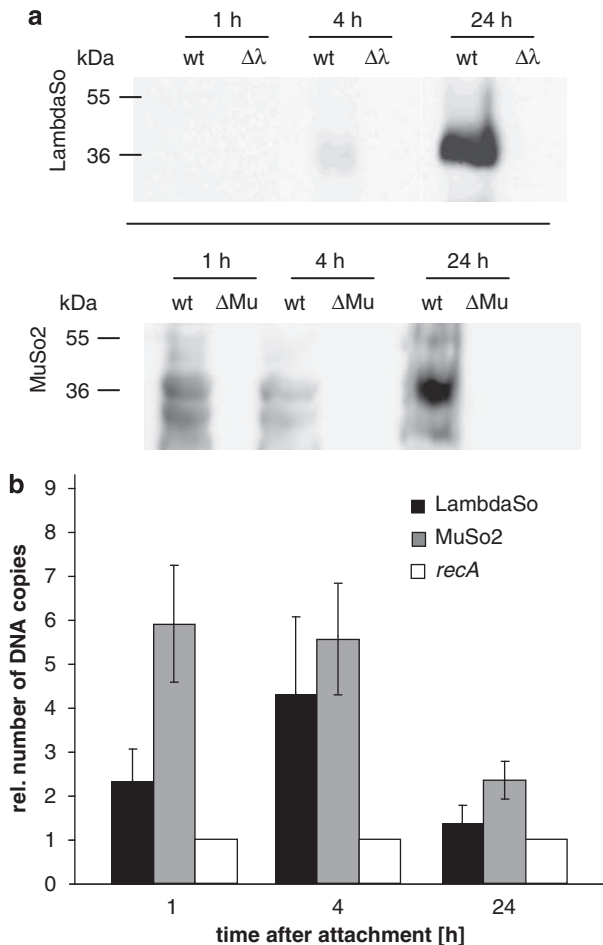 a
1 h 4 h 24 h
kDa wt Δλ wt Δλ wt Δλ
LambdaSo
55
36
1 h 4 h 24 h
kDa wt ΔMu wt ΔMu wt ΔMu
MuSo2
55
36
b
rel. number of DNA copies
9
8
7
6
5
4
3
2
1
0
LambdaSo
MuSo2
recA
1 4 24
time after attachment [h]